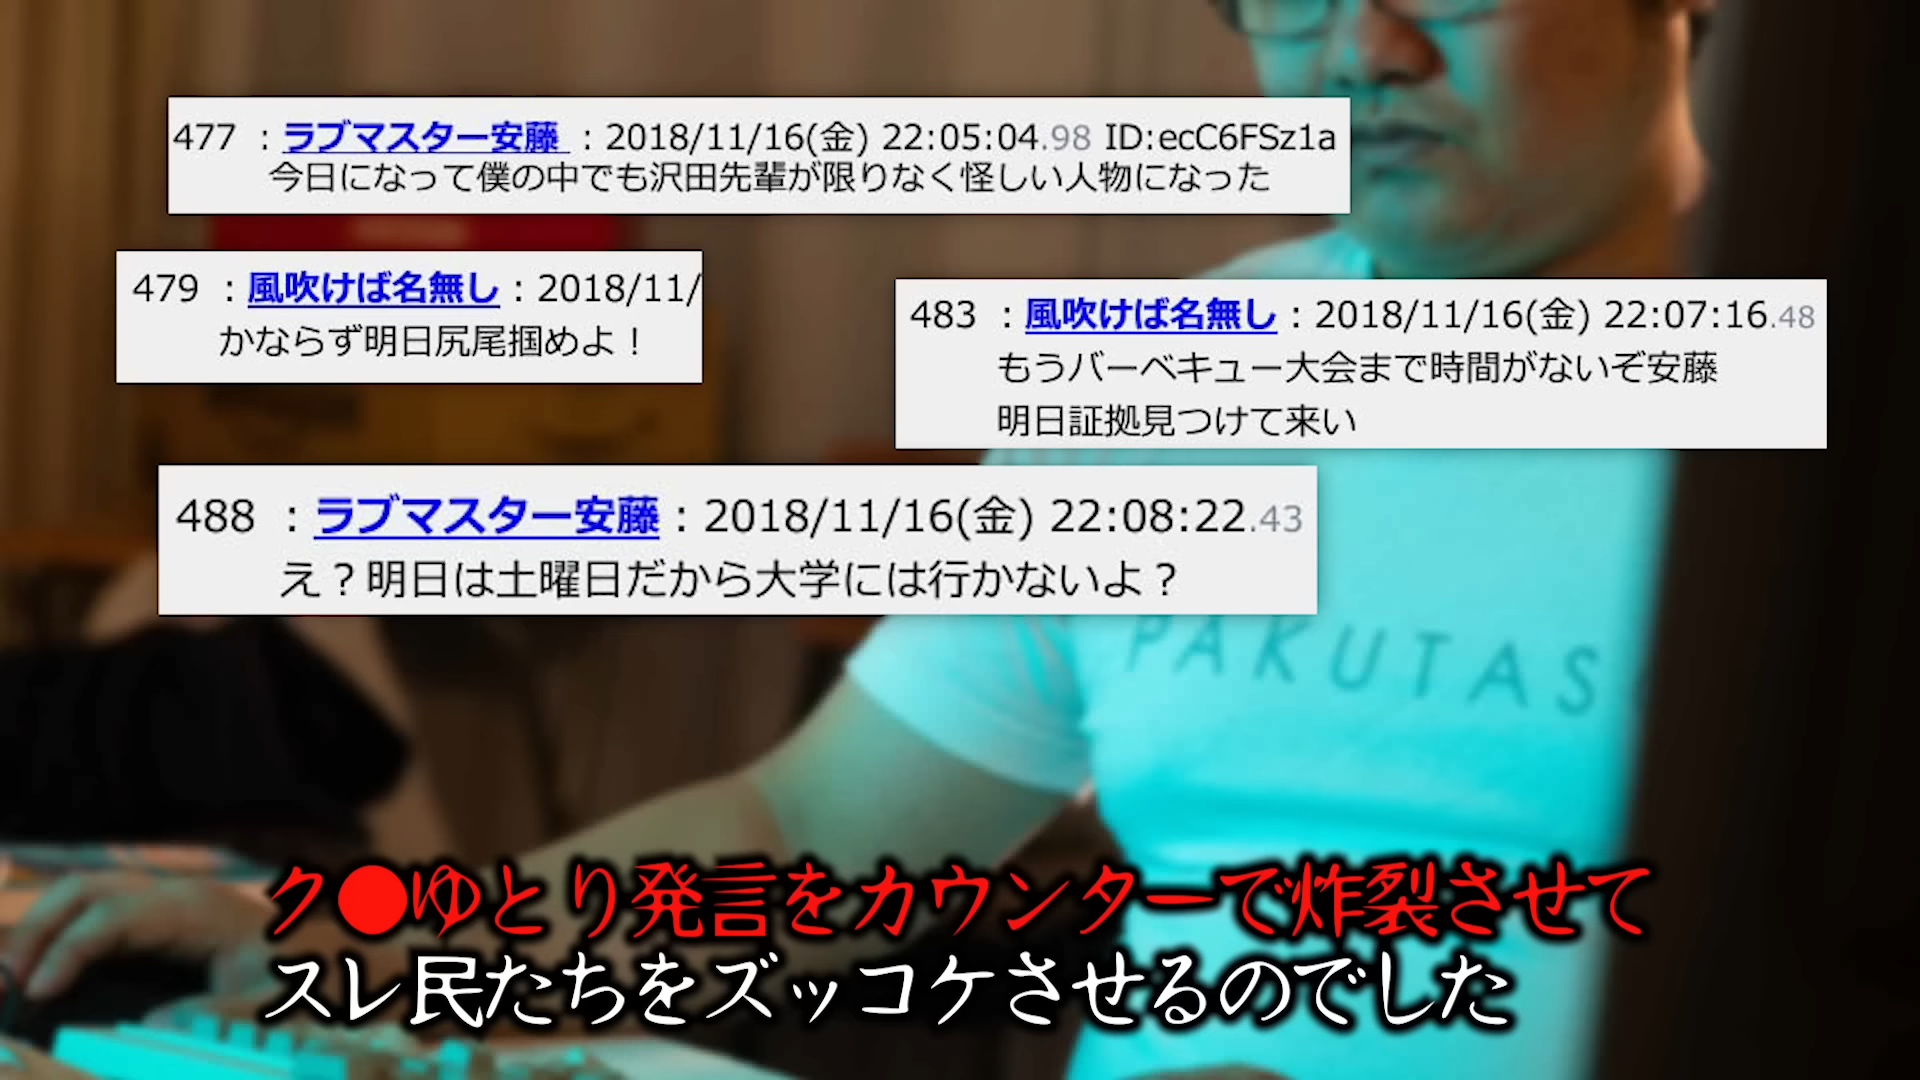 477 ：ラブマスター安藤 ：2018/11/16(金) 22:05:04.98 ID:ecC6FSz1a
今日になって僕の中でも沢田先輩が限りなく怪しい人物になった
479 ：風吹けば名無し：2018/11/
かならず明日尻尾掴めよ！
483 ：風吹けば名無し：2018/11/16(金) 22:07:16.48
もうバーベキュー大会まで時間がないぞ安藤
明日証拠見つけて来い
488 ：ラブマスター安藤：2018/11/16(金) 22:08:22.43
え？明日は土曜日だから大学には行かないよ？
PAKUTAS
ク●ゆとり発言をカウンターで炸裂させて
スレ民たちをズッコケさせるのでした